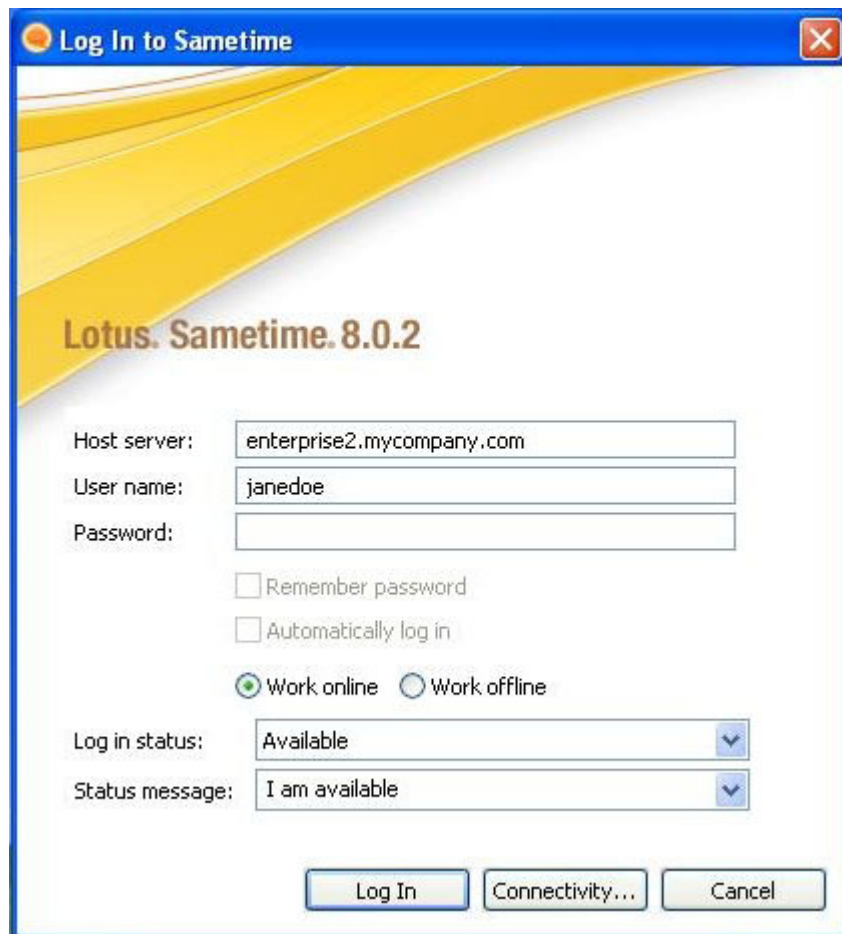 Log In to Sametime
Lotus. Sametime. 8.0.2
Host server: enterprise2.mycompany.com
User name: janedoe
Password:
Remember password
Automatically log in
Work online Work offline
Log in status: Available
Status message: I am available
Log In Connectivity... Cancel